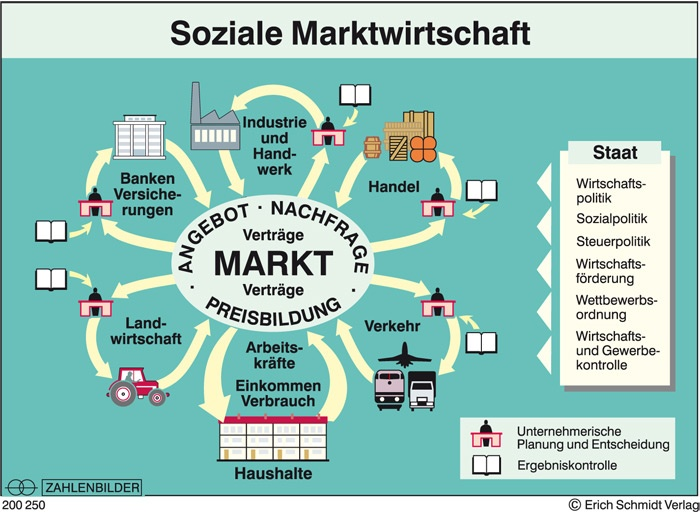 Soziale Marktwirtschaft
Industrie
und
Hand-
werk
Banken
Versiche-
rungen
Handel
ANGEBOT · NACHFRAGE
Verträge
MARKT
Verträge
· PREISBILDUNG ·
Land-
wirtschaft
Verkehr
Arbeits-
kräfte
Einkommen
Verbrauch
Haushalte
Staat
Wirtschafts-
politik
Sozialpolitik
Steuerpolitik
Wirtschafts-
förderung
Wettbewerbs-
ordnung
Wirtschafts-
und Gewerbe-
kontrolle
Unternehmerische
Planung und Entscheidung
Ergebniskontrolle
ZAHLENBILDER
200 250
© Erich Schmidt Verlag